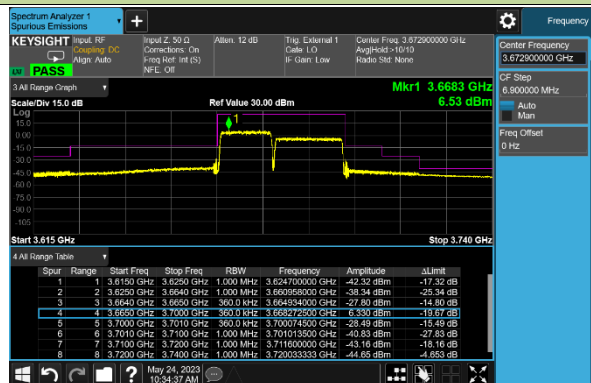 Spectrum Analyzer 1
Spurious Emissions
Frequency
KEYSIGHT Input: RF Input Z: 50 Ω Atten: 12 dB Trig: External 1 Center Freq: 3.672900000 GHz
Coupling: DC Corrections: On Gate: LO Avg|Hold:>10/10
Align: Auto Freq Ref: Int (S) IF Gain: Low Radio Std: None
NFE: Off
LW PASS
Center Frequency
3.672900000 GHz
CF Step
6.900000 MHz
Auto
Man
Freq Offset
0 Hz
3 All Range Graph
Mkr1 3.6683 GHz
6.53 dBm
Scale/Div 15.0 dB Ref Value 30.00 dBm
Log
15.0
0.00
-15.0
-30.0
-45.0
-60.0
-75.0
-90.0
-105
1
Start 3.615 GHz Stop 3.740 GHz
4 All Range Table
Spur Range Start Freq Stop Freq RBW Frequency Amplitude ΔLimit
1 1 3.6150 GHz 3.6250 GHz 1.000 MHz 3.624700000 GHz -42.32 dBm -17.32 dB
2 2 3.6250 GHz 3.6640 GHz 1.000 MHz 3.660958000 GHz -38.34 dBm -25.34 dB
3 3 3.6640 GHz 3.6650 GHz 360.0 kHz 3.664934000 GHz -27.80 dBm -14.80 dB
4 4 3.6650 GHz 3.7000 GHz 360.0 kHz 3.668272500 GHz 6.330 dBm -19.67 dB
5 5 3.7000 GHz 3.7010 GHz 360.0 kHz 3.700074500 GHz -28.49 dBm -15.49 dB
6 6 3.7010 GHz 3.7100 GHz 1.000 MHz 3.701013500 GHz -40.83 dBm -27.83 dB
7 7 3.7100 GHz 3.7200 GHz 1.000 MHz 3.711600000 GHz -43.16 dBm -18.16 dB
8 8 3.7200 GHz 3.7400 GHz 1.000 MHz 3.720033333 GHz -44.65 dBm -4.653 dB
May 24, 2023
10:34:37 AM